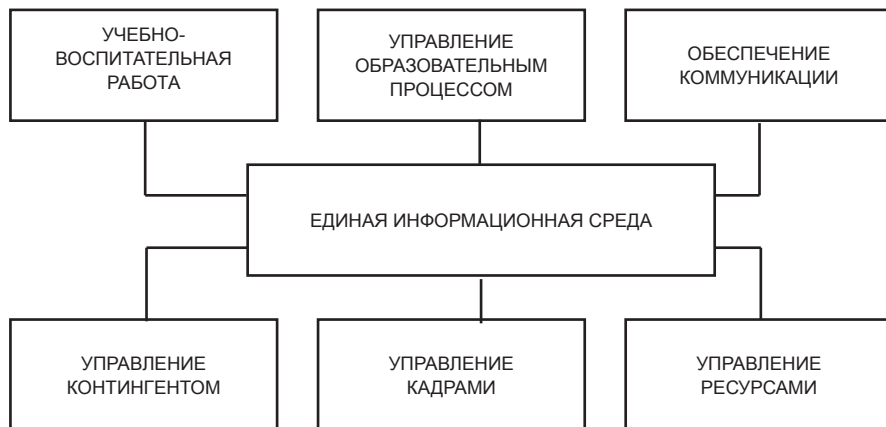 УЧЕБНО-
ВОСПИТАТЕЛЬНАЯ
РАБОТА
УПРАВЛЕНИЕ
ОБРАЗОВАТЕЛЬНЫМ
ПРОЦЕССОМ
ОБЕСПЕЧЕНИЕ
КОММУНИКАЦИИ
ЕДИНАЯ ИНФОРМАЦИОННАЯ СРЕДА
УПРАВЛЕНИЕ
КОНТИНГЕНТОМ
УПРАВЛЕНИЕ
КАДРАМИ
УПРАВЛЕНИЕ
РЕСУРСАМИ